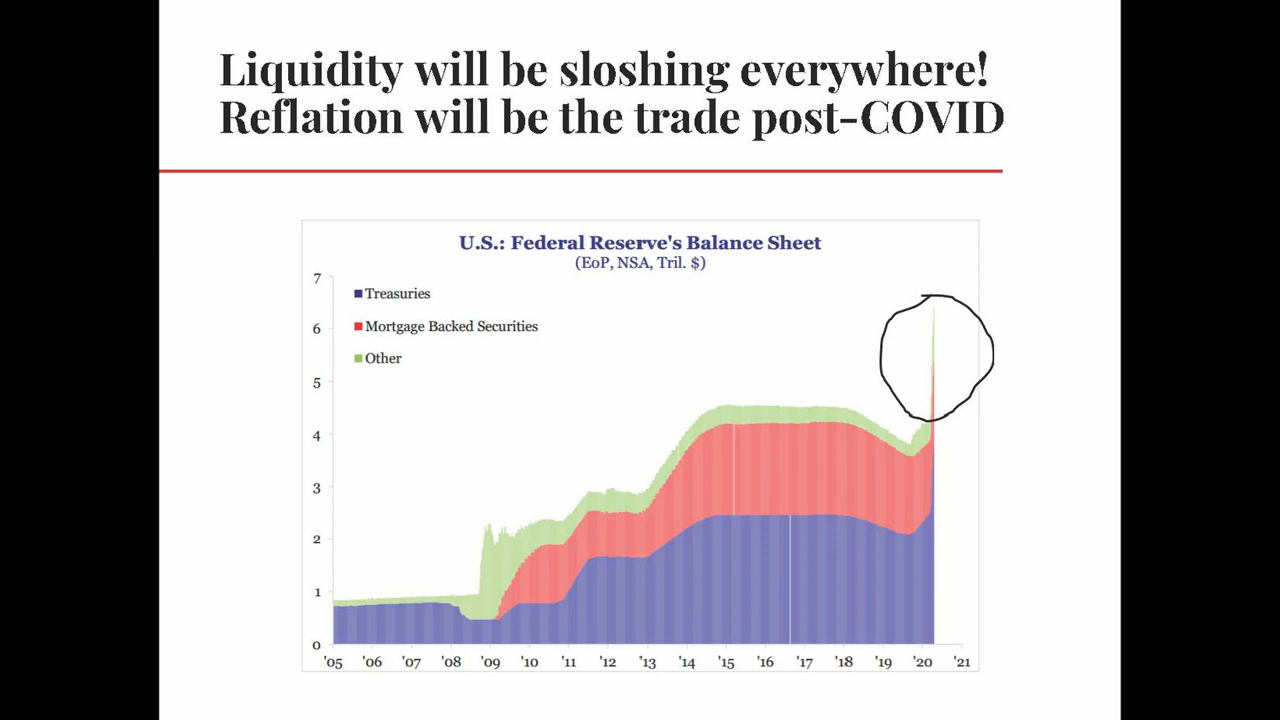 Liquidity will be sloshing everywhere!
Reflation will be the trade post-COVID
U.S.: Federal Reserve's Balance Sheet
(EoP, NSA, Tril. $)
7
Treasuries
6
Mortgage Backed Securities
Other
5
4
3
2
1
0
'05 '06 '07 '08 '09 '10 '11 '12 '13 '14 '15 '16 '17 '18 '19 '20 '21